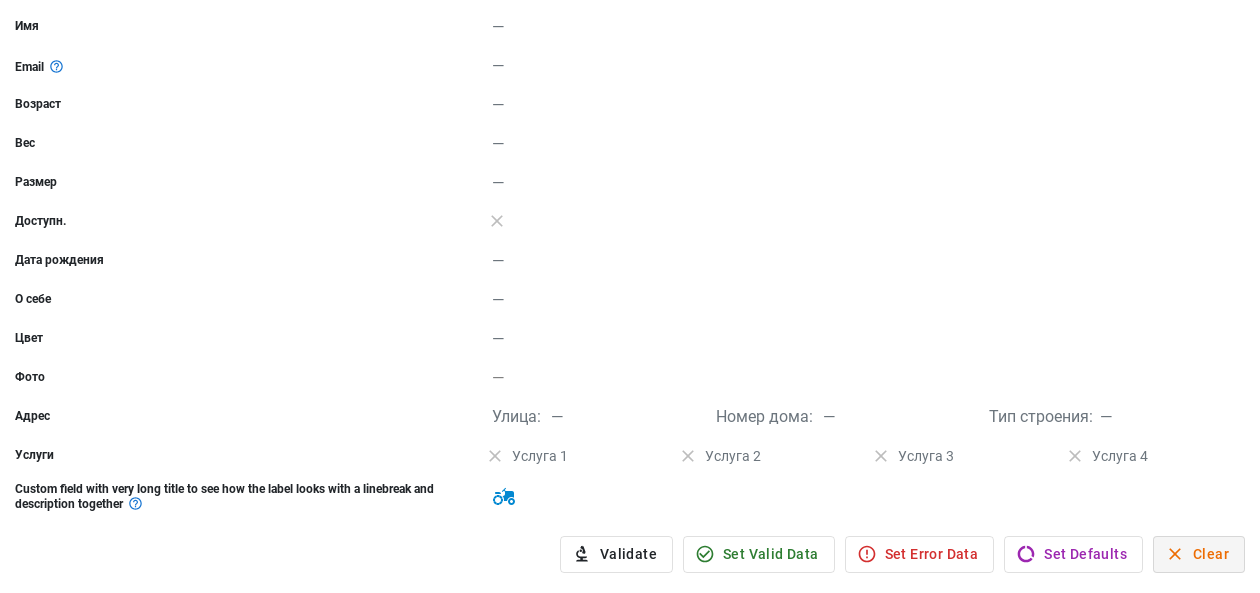 Имя —
Email —
Возраст —
Вес —
Размер —
Доступн.
Дата рождения —
О себе —
Цвет —
Фото —
Адрес Улица: — Номер дома: — Тип строения: —
Услуги Услуга 1 Услуга 2 Услуга 3 Услуга 4
Custom field with very long title to see how the label looks with a linebreak and
description together
Validate Set Valid Data Set Error Data Set Defaults Clear